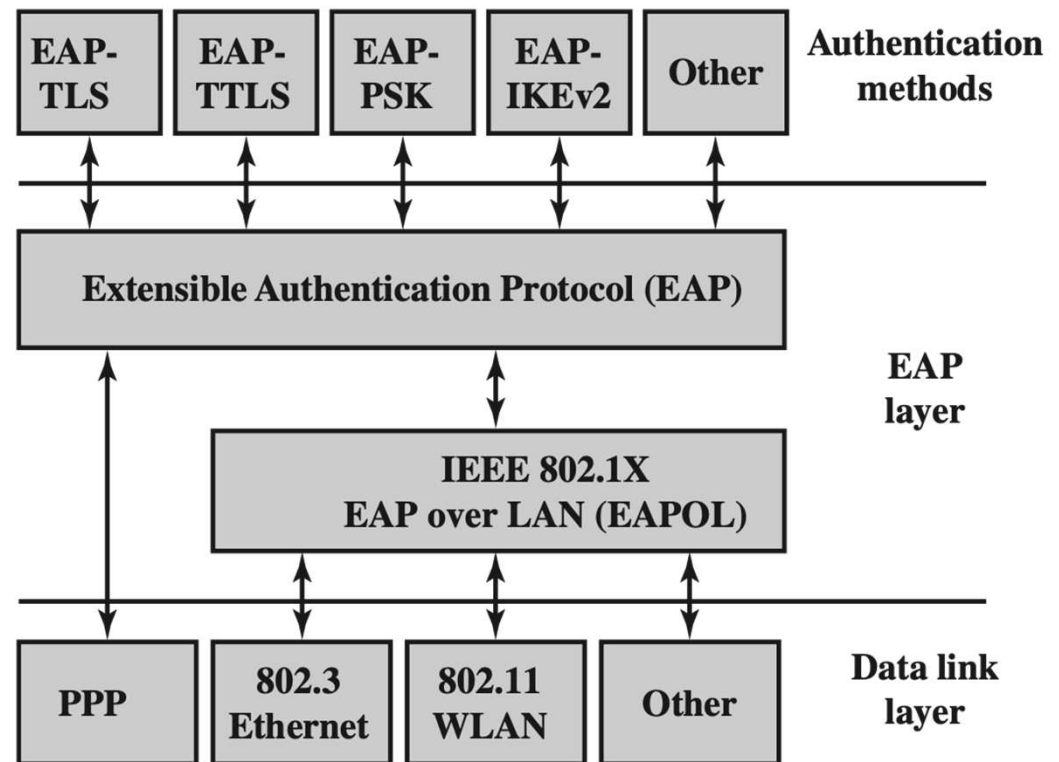 EAP-
TLS
EAP-
TTLS
EAP-
PSK
EAP-
IKEv2
Other
Authentication
methods
Extensible Authentication Protocol (EAP)
EAP
layer
IEEE 802.1X
EAP over LAN (EAPOL)
PPP
802.3
Ethernet
802.11
WLAN
Other
Data link
layer